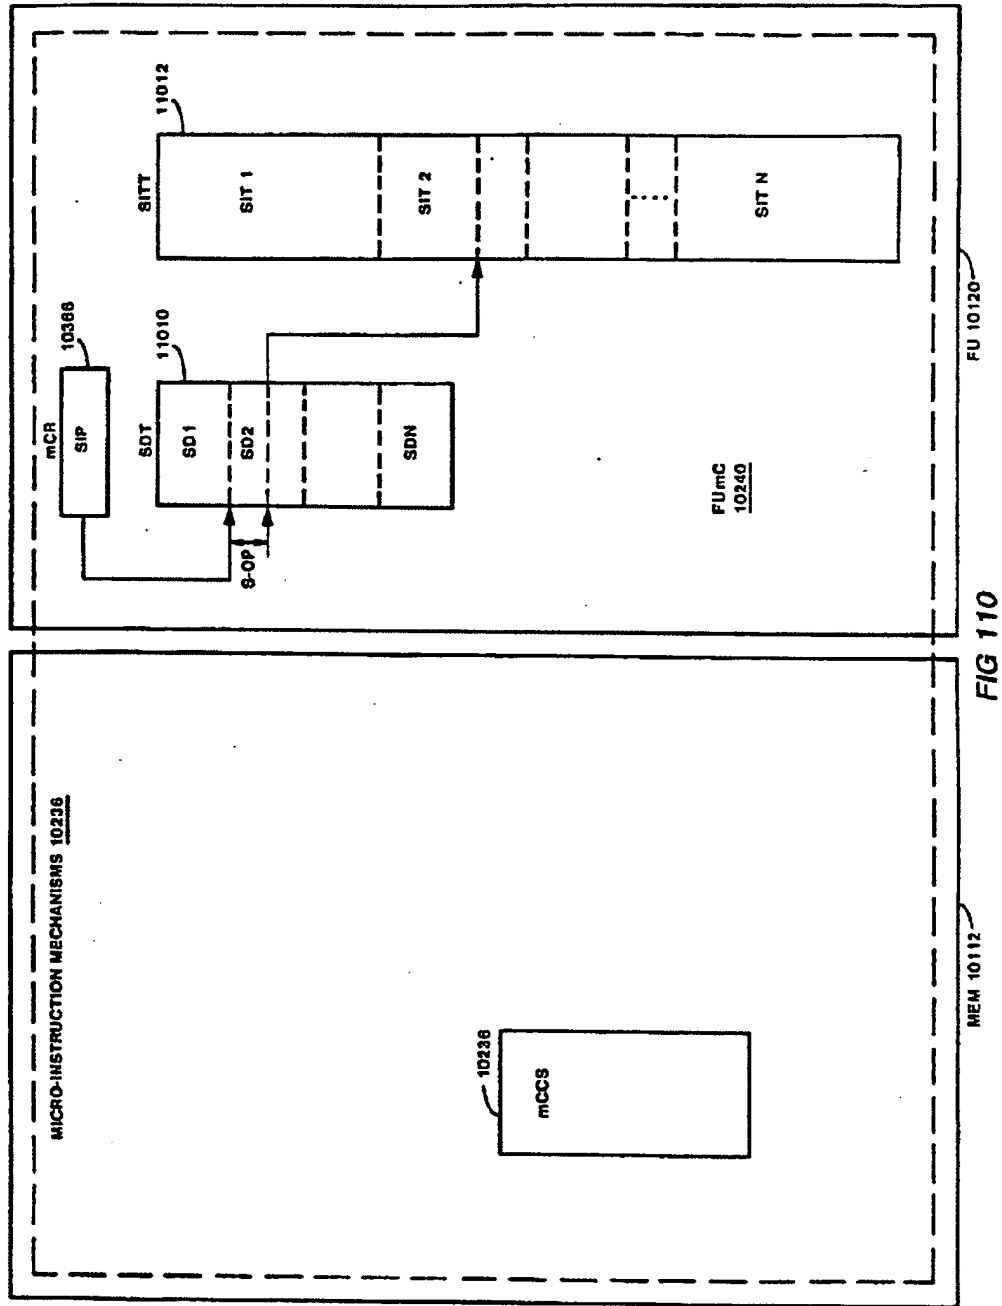 MICRO-INSTRUCTION MECHANISMS 10236
mCR
SIP
10366
SDT
SD1
SD2
SDN
11010
S-OP
SITT
SIT 1
SIT 2
SIT N
11012
mCCS
10236
FUmC
10240
MEM 10112
FU 10120
FIG 110